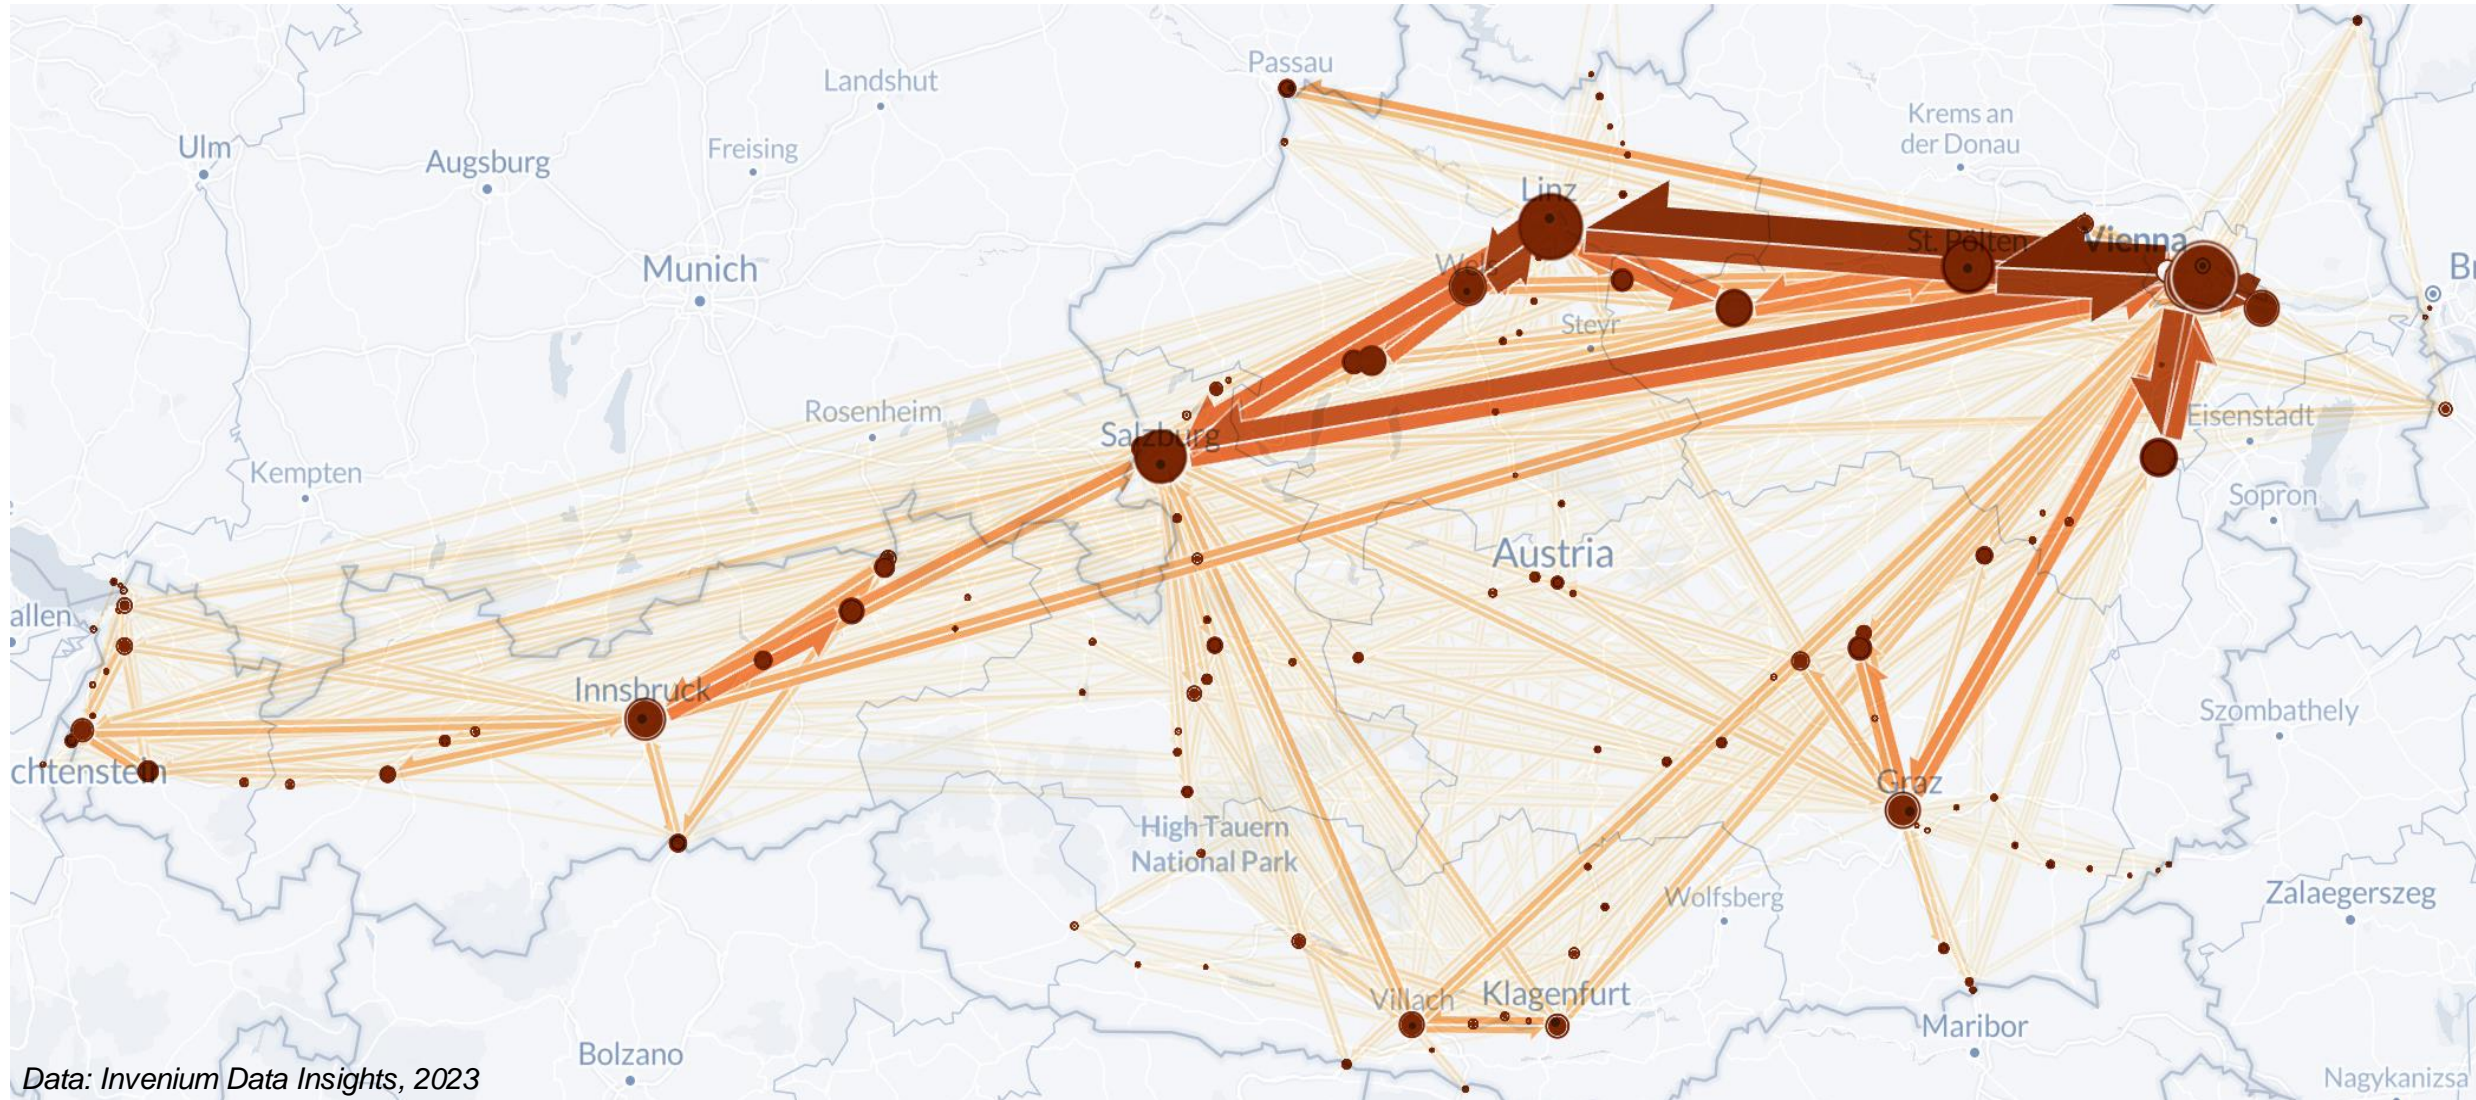 Passau
Landshut
Krems an
der Donau
Ulm
Augsburg
Freising
Linz
St. Pölten
Vienna
Munich
Wels
Steyr
Rosenheim
Salzburg
Eisenstadt
Kempten
Sopron
Austria
allen
Innsbruck
Szombathely
chtenstein
Graz
High Tauern
National Park
Wolfsberg
Zalaegerszeg
Villach
Klagenfurt
Maribor
Bolzano
Nagykanizsa
Data: Invenium Data Insights, 2023